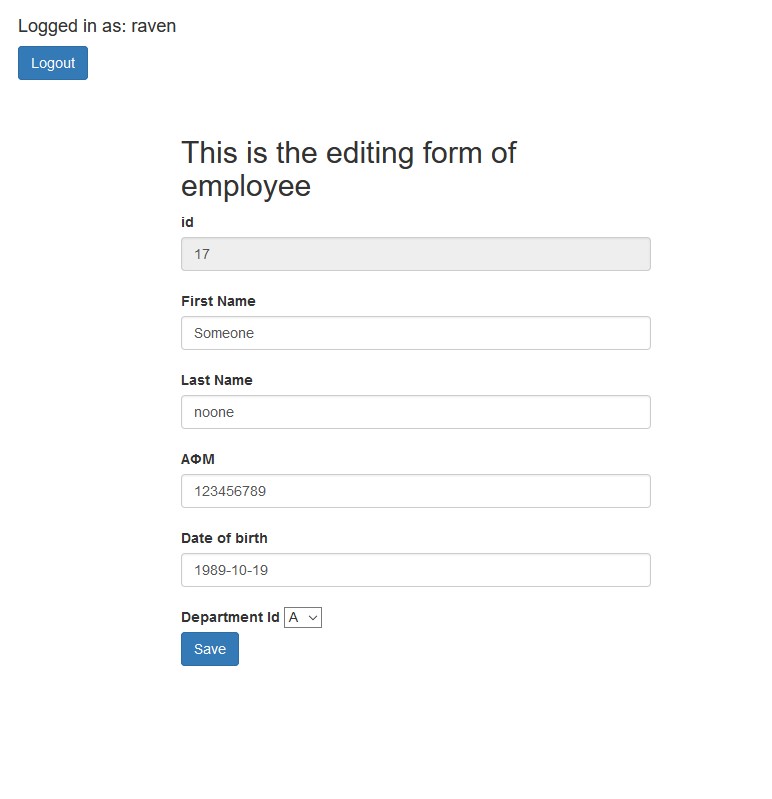 Logged in as: raven
Logout
This is the editing form of
employee
id
17
First Name
Someone
Last Name
noone
ΑΦΜ
123456789
Date of birth
1989-10-19
Department Id A
Save